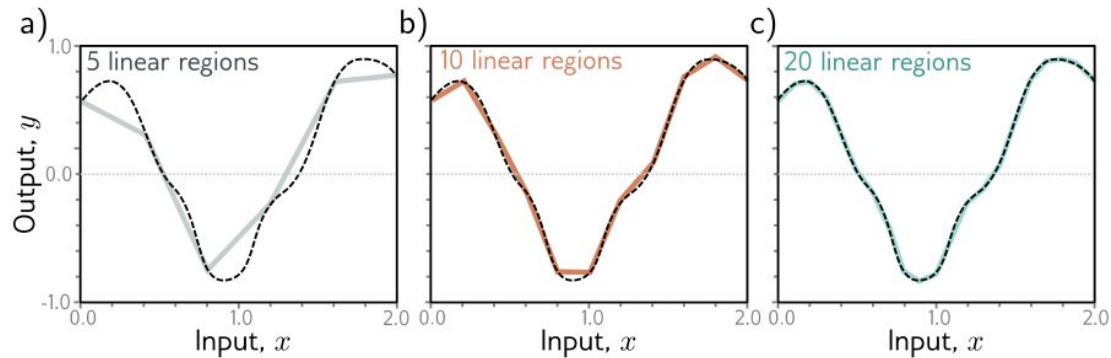 a)
5 linear regions
1.0
0.0
-1.0
Output, y
0.0
1.0
2.0
Input, x
b)
10 linear regions
0.0
1.0
2.0
Input, x
c)
20 linear regions
0.0
1.0
2.0
Input, x